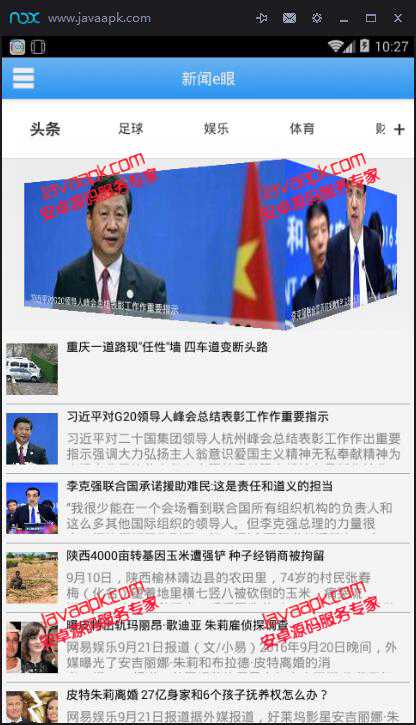 nox www.javaapk.com
10:27
新闻e眼
头条 足球 娱乐 体育 +
javaapk.com
安卓源码服务专家
javaapk.com
安卓源码服务专家
习近平对G20领导人峰会总结表彰工作作重要指示
重庆一道路现"任性"墙 四车道变断头路
习近平对G20领导人峰会总结表彰工作作重要指示
习近平对二十国集团领导人杭州峰会总结表彰工作作出重要
指示强调大力弘扬主人翁意识爱国主义精神无私奉献精神为
李克强联合国承诺援助难民:这是责任和道义的担当
"我很少能在一个会场看到联合国所有组织机构的负责人和
这么多其他国际组织的领导人。但李克强总理的力量很
陕西4000亩转基因玉米遭强铲 种子经销商被拘留
9月10日，陕西榆林靖边县的农田里，74岁的村民张春
着地里横七竖八被砍倒的玉米
javaapk.com
安卓源码服务专家
javaapk.com
安卓源码服务专家
曝皮特出轨玛丽昂·歌迪亚 朱莉雇侦探调查
网易娱乐9月21日报道（文/小易）2016年9月20日晚间，外
媒曝光了安吉丽娜·朱莉和布拉德·皮特离婚的消
皮特朱莉离婚 27亿身家和6个孩子抚养权怎么办？
网易娱乐9月21日报道据外媒报道，好莱坞影星安吉丽娜·朱